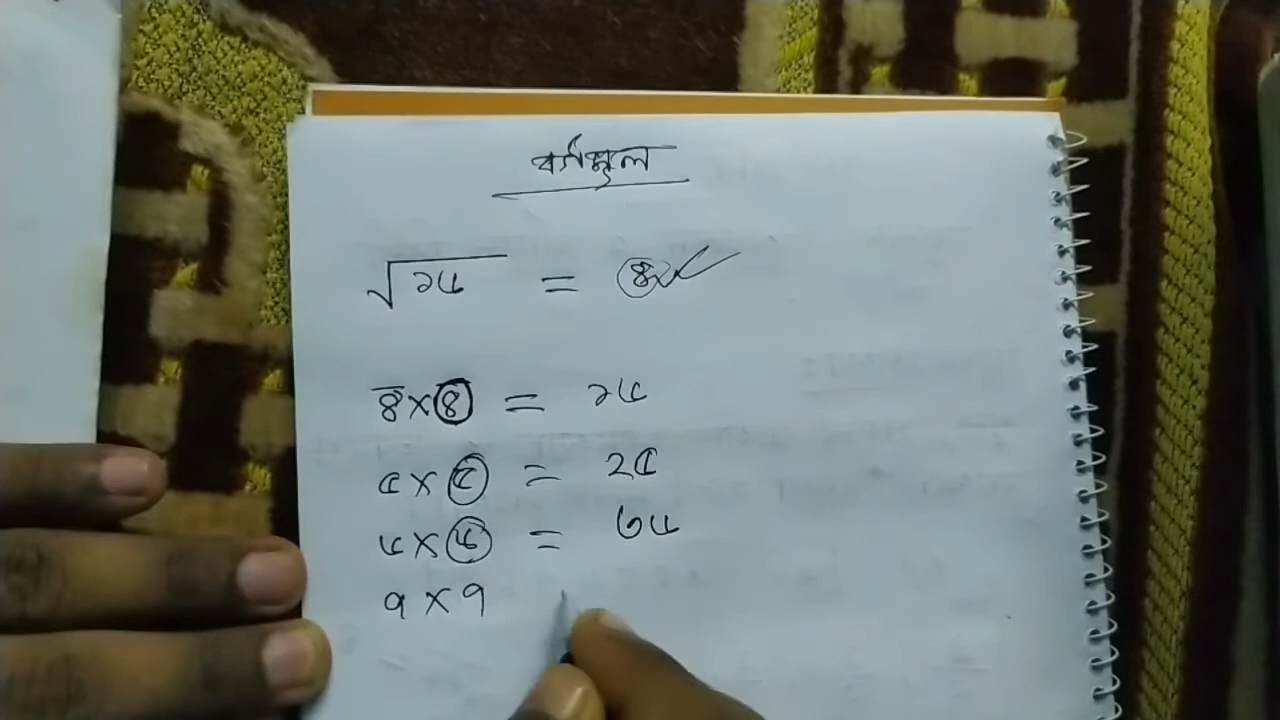 বর্গমূল
√১৬ = ৪
৪×৪ = ১৬
৫×৫ = ২৫
৬×৬ = ৩৬
৭×৭